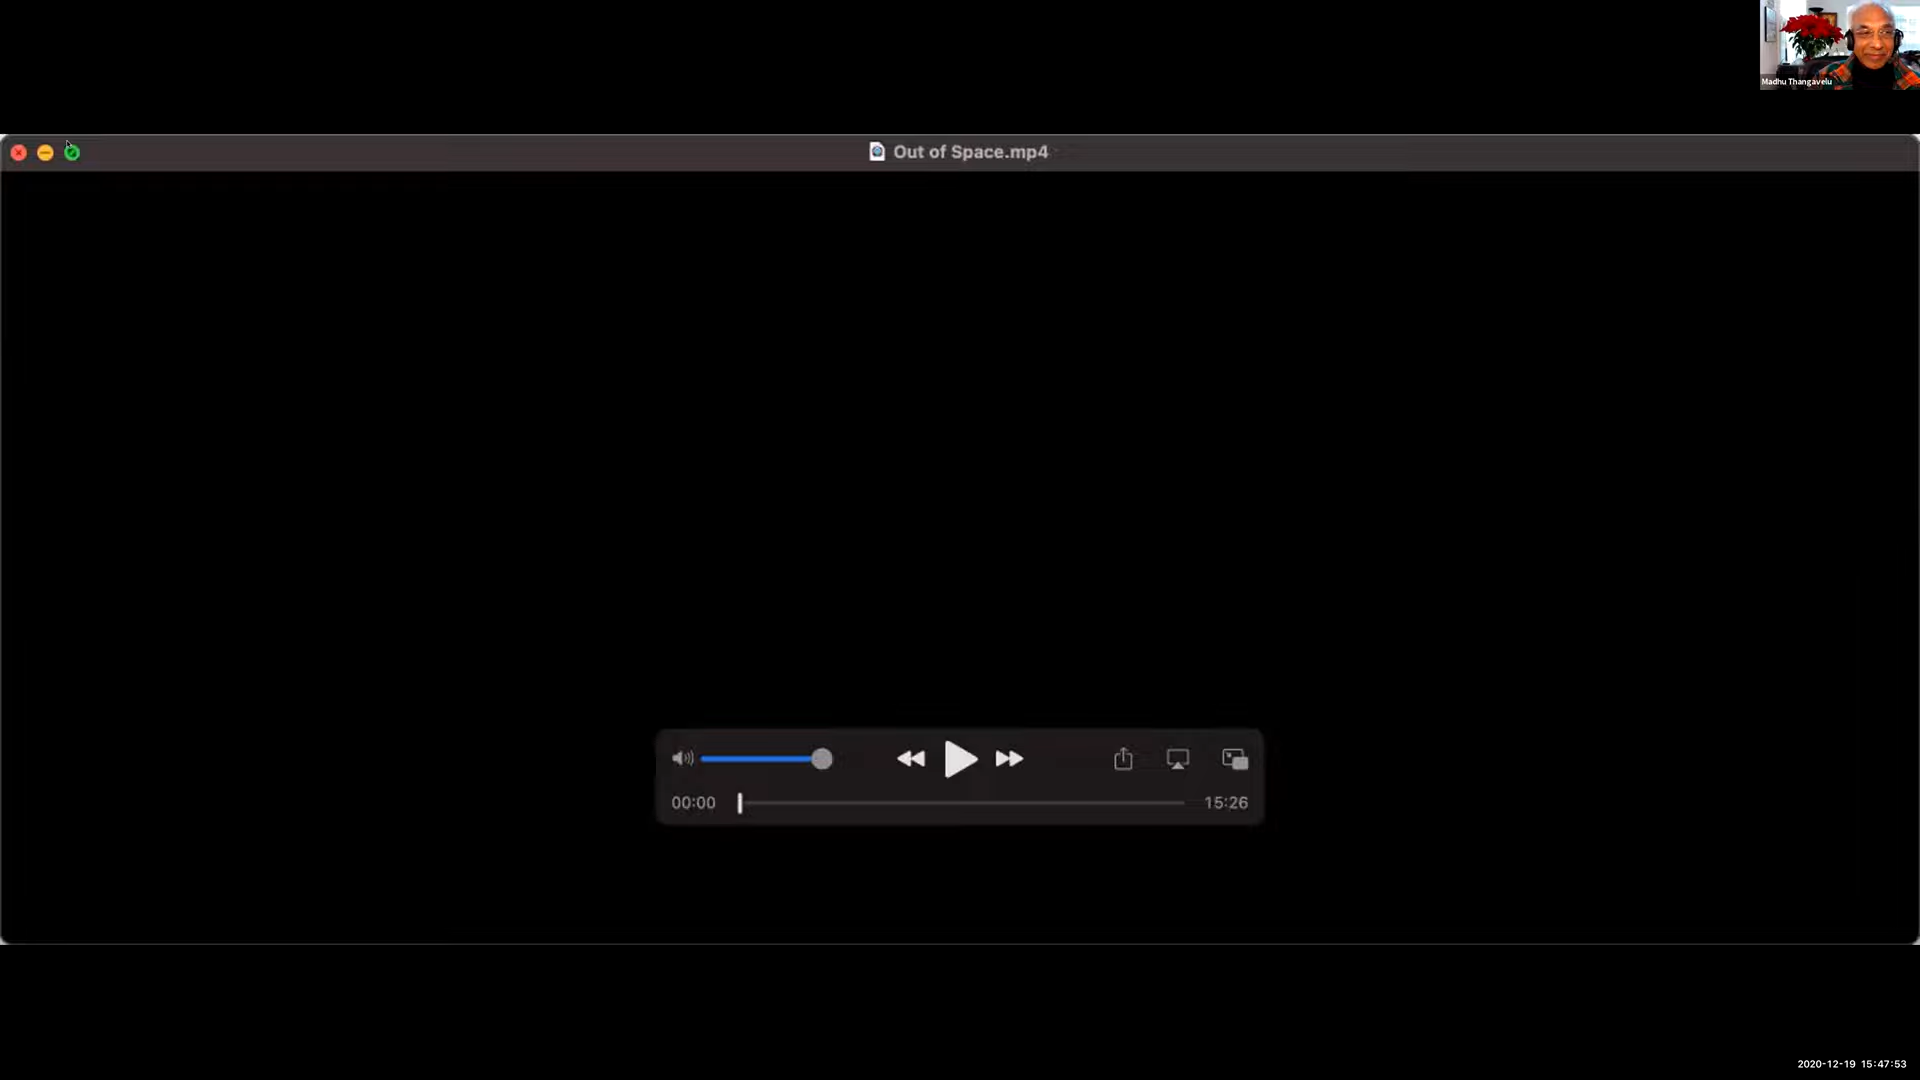 Madhu Thangavelu
Out of Space.mp4
00:00
15:26
2020-12-19 15:47:53